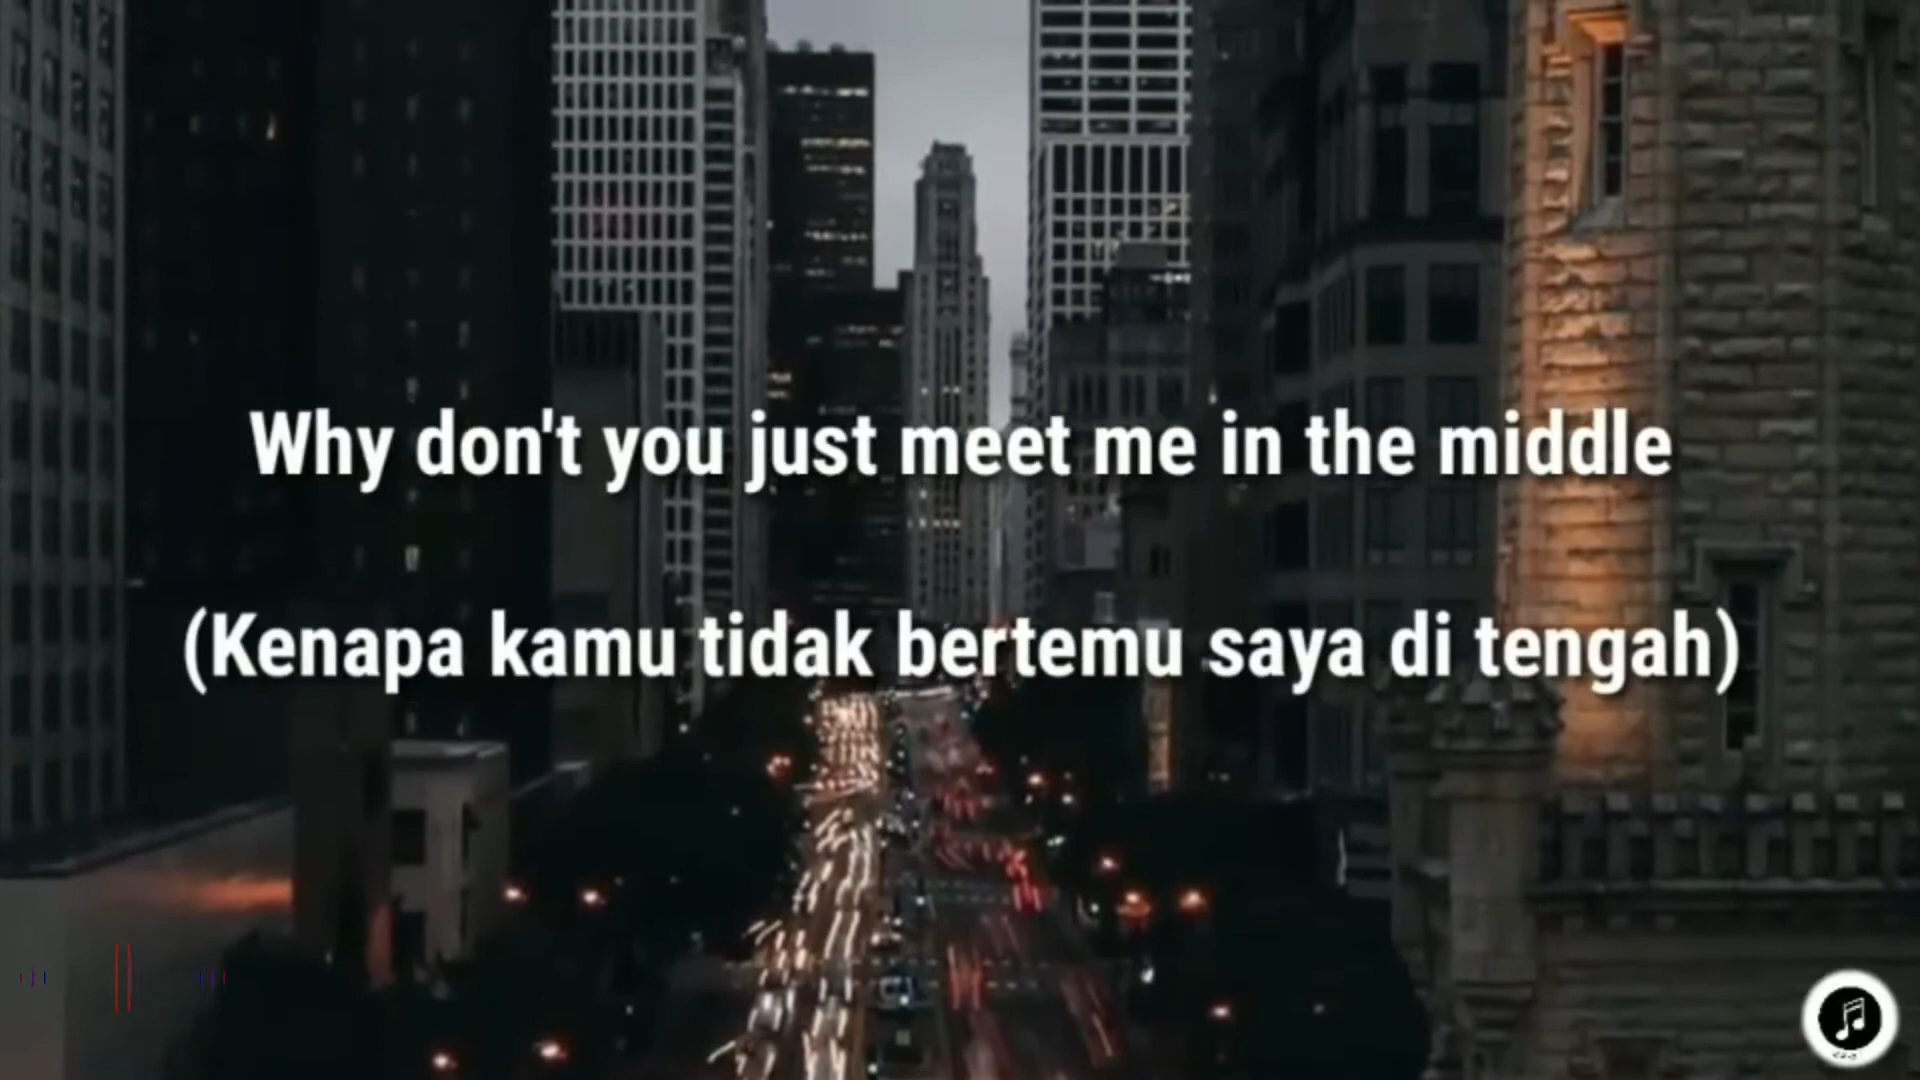 Why don't you just meet me in the middle
(Kenapa kamu tidak bertemu saya di tengah)